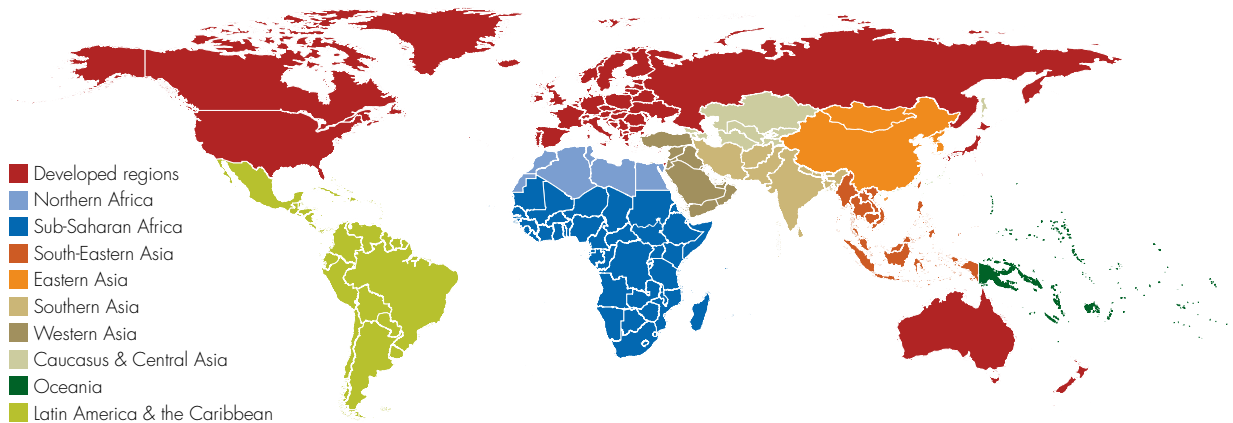 Developed regions
Northern Africa
Sub-Saharan Africa
South-Eastern Asia
Eastern Asia
Southern Asia
Western Asia
Caucasus & Central Asia
Oceania
Latin America & the Caribbean